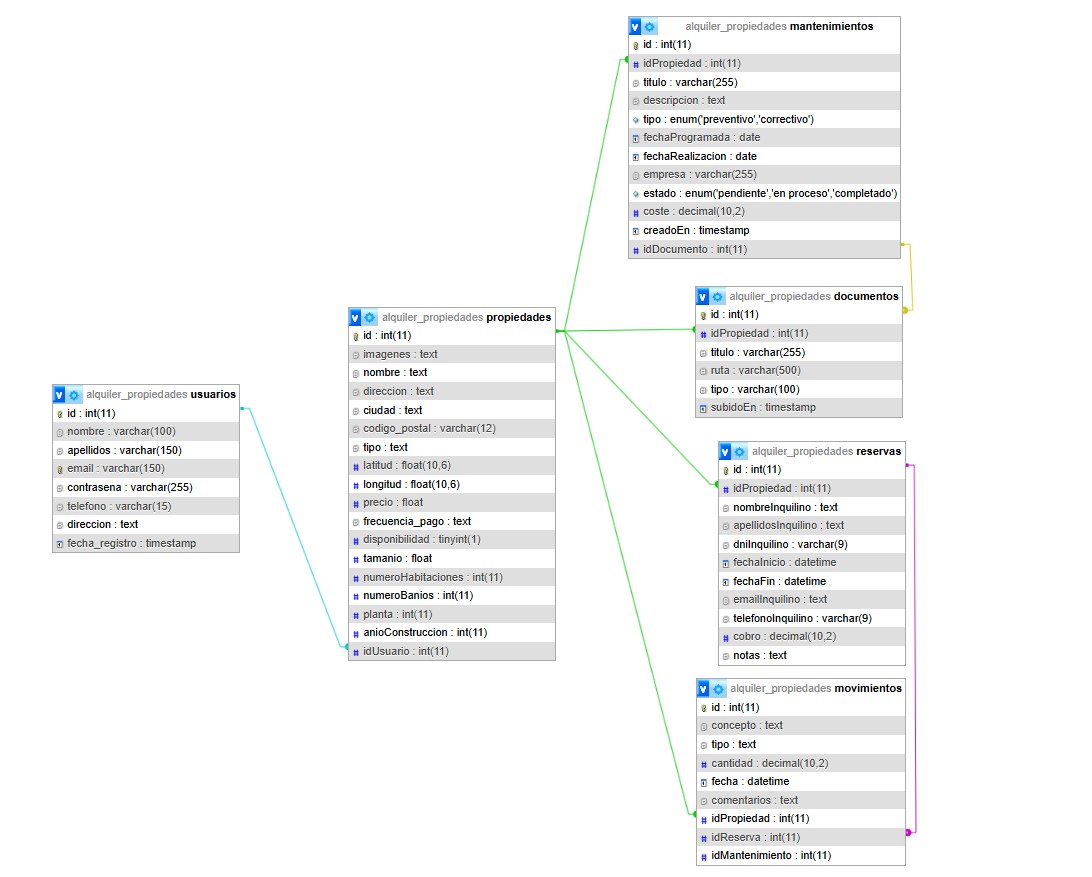 alquiler_propiedades mantenimientos
id : int(11)
idPropiedad : int(11)
titulo : varchar(255)
descripcion : text
tipo : enum('preventivo','correctivo')
fechaProgramada : date
fechaRealizacion : date
empresa : varchar(255)
estado : enum('pendiente','en proceso','completado')
coste : decimal(10,2)
creadoEn : timestamp
idDocumento : int(11)
alquiler_propiedades documentos
id : int(11)
idPropiedad : int(11)
titulo : varchar(255)
ruta : varchar(500)
tipo : varchar(100)
subidoEn : timestamp
alquiler_propiedades propiedades
id : int(11)
imagenes : text
nombre : text
direccion : text
ciudad : text
codigo_postal : varchar(12)
tipo : text
latitud : float(10,6)
longitud : float(10,6)
precio : float
frecuencia_pago : text
disponibilidad : tinyint(1)
tamanio : float
numeroHabitaciones : int(11)
numeroBanios : int(11)
planta : int(11)
anioConstruccion : int(11)
idUsuario : int(11)
alquiler_propiedades usuarios
id : int(11)
nombre : varchar(100)
apellidos : varchar(150)
email : varchar(150)
contrasena : varchar(255)
telefono : varchar(15)
direccion : text
fecha_registro : timestamp
alquiler_propiedades reservas
id : int(11)
idPropiedad : int(11)
nombreInquilino : text
apellidosInquilino : text
dniInquilino : varchar(9)
fechaInicio : datetime
fechaFin : datetime
emailInquilino : text
telefonoInquilino : varchar(9)
cobro : decimal(10,2)
notas : text
alquiler_propiedades movimientos
id : int(11)
concepto : text
tipo : text
cantidad : decimal(10,2)
fecha : datetime
comentarios : text
idPropiedad : int(11)
idReserva : int(11)
idMantenimiento : int(11)